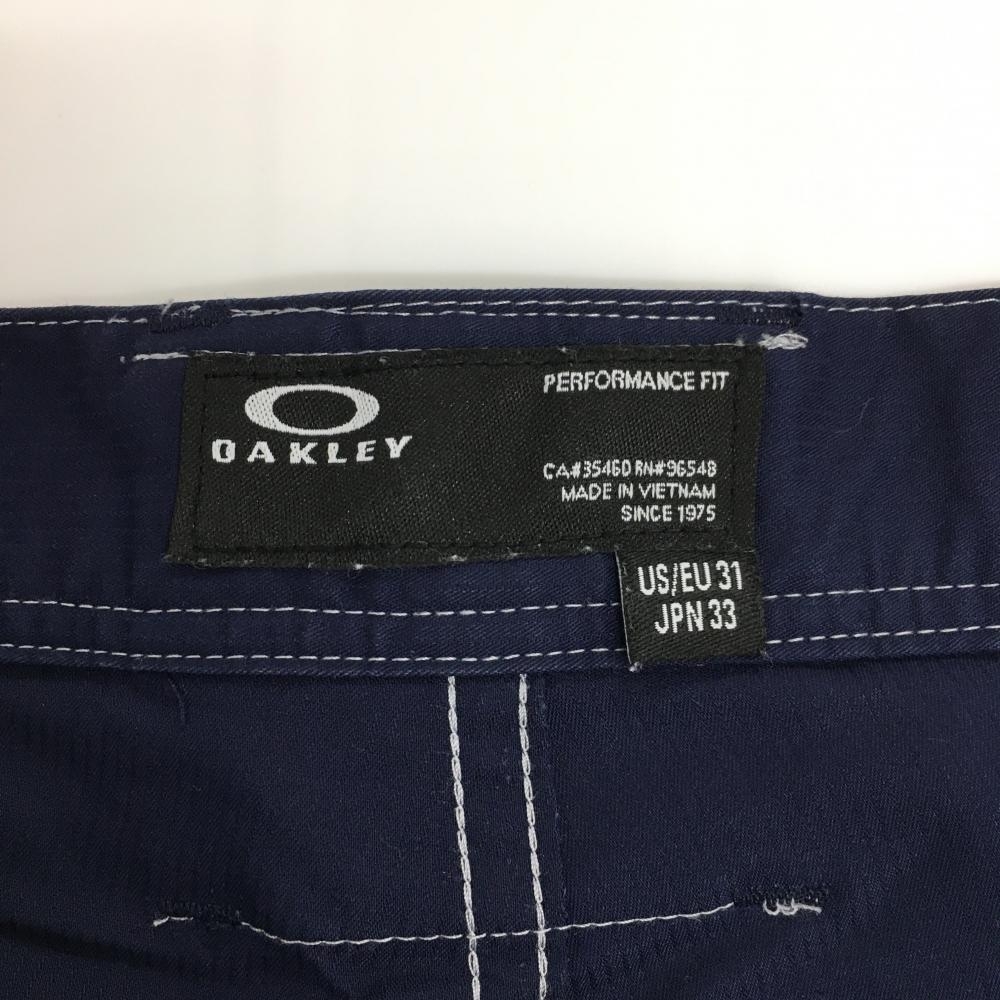 OAKLEY
PERFORMANCE FIT
CA#35460 RN#96548
MADE IN VIETNAM
SINCE 1975
US/EU 31
JPN 33